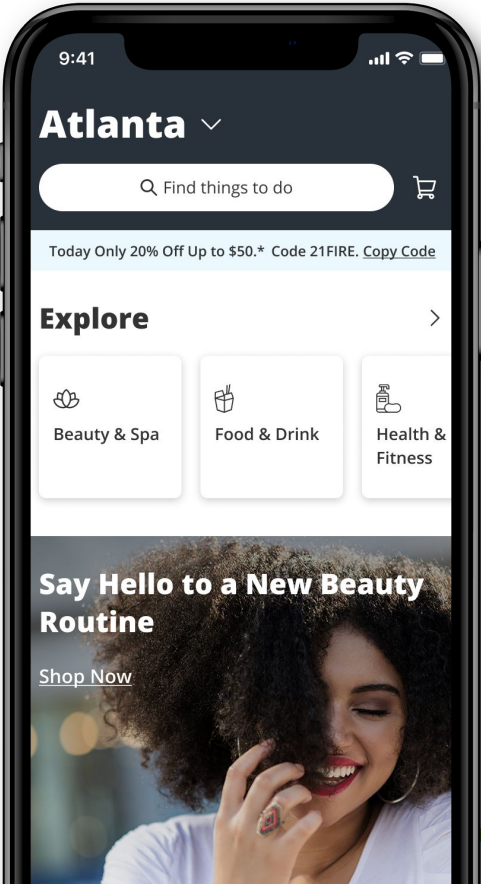 9:41
Atlanta
Find things to do
Today Only 20% Off Up to $50.* Code 21FIRE. Copy Code
Explore
Beauty & Spa
Food & Drink
Health &
Fitness
Say Hello to a New Beauty
Routine
Shop Now